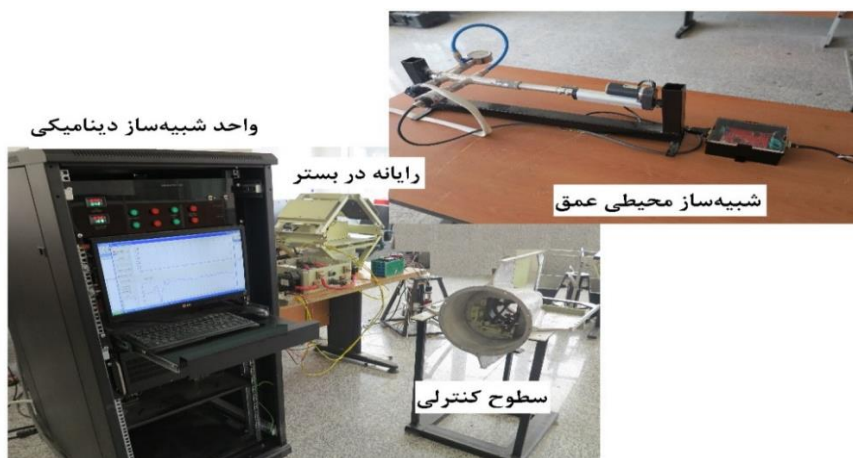 واحد شبیه‌ساز دینامیکی
رایانه در بستر
شبیه‌ساز محیطی عمق
سطوح کنترلی